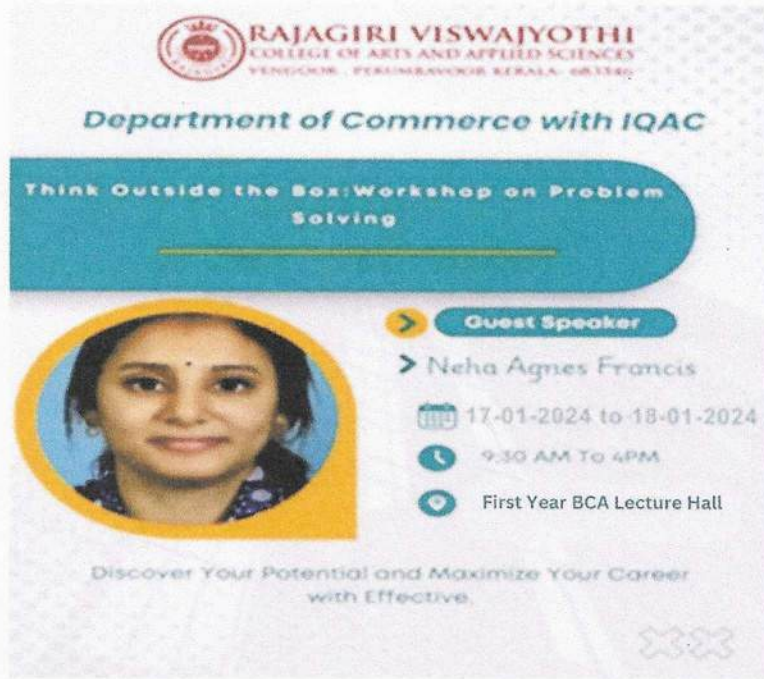 RAJAGIRI VISWAJYOTHI
COLLEGE OF ARTS AND APPLIED SCIENCES
VENGOOR, PERUMBAVOOR KERALA- 683546
Department of Commerce with IQAC
Think Outside the Box:Workshop on Problem
Solving
Guest Speaker
Neha Agnes Francis
17-01-2024 to 18-01-2024
9:30 AM To 4PM
First Year BCA Lecture Hall
Discover Your Potential and Maximize Your Career
with Effective.